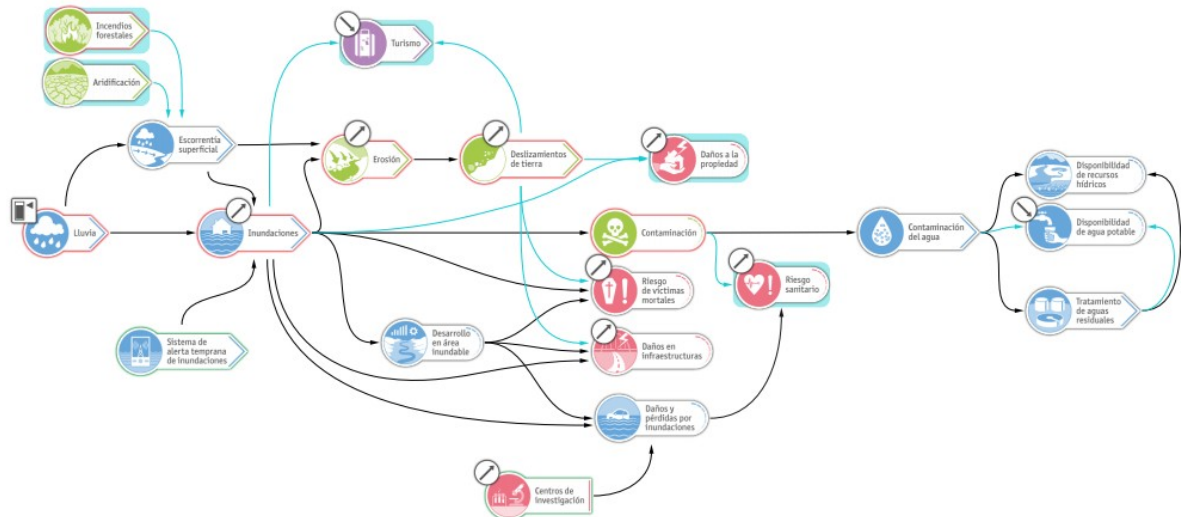 Incendios
forestales
Aridificación
Turismo
Escorrentía
superficial
Erosión
Deslizamientos
de tierra
Daños a la
propiedad
Disponibilidad
de recursos
hídricos
Lluvia
Inundaciones
Contaminación
Contaminación
del agua
Disponibilidad
de agua potable
Riesgo
de víctimas
mortales
Riesgo
sanitario
Tratamiento
de aguas
residuales
Sistema de
alerta temprana
de inundaciones
Desarrollo
en área
inundable
Daños en
infraestructuras
Daños y
pérdidas por
inundaciones
Centros de
investigación